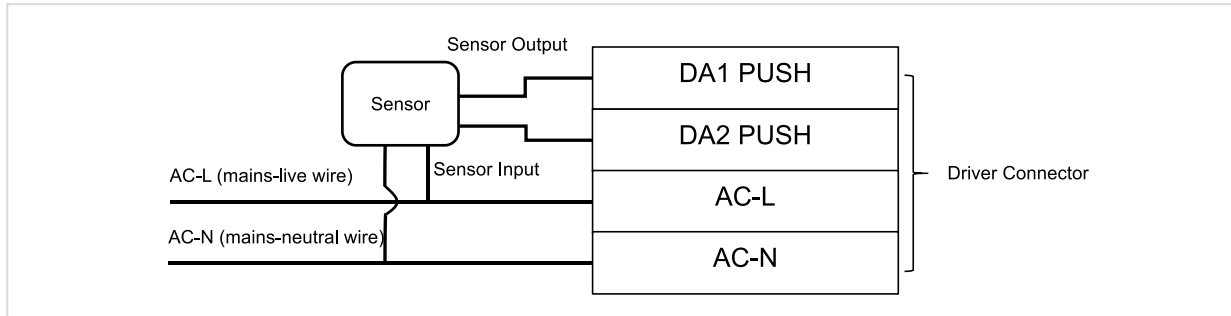 Sensor Output
DA1 PUSH
Sensor
DA2 PUSH
Driver Connector
Sensor Input
AC-L (mains-live wire)
AC-L
AC-N (mains-neutral wire)
AC-N